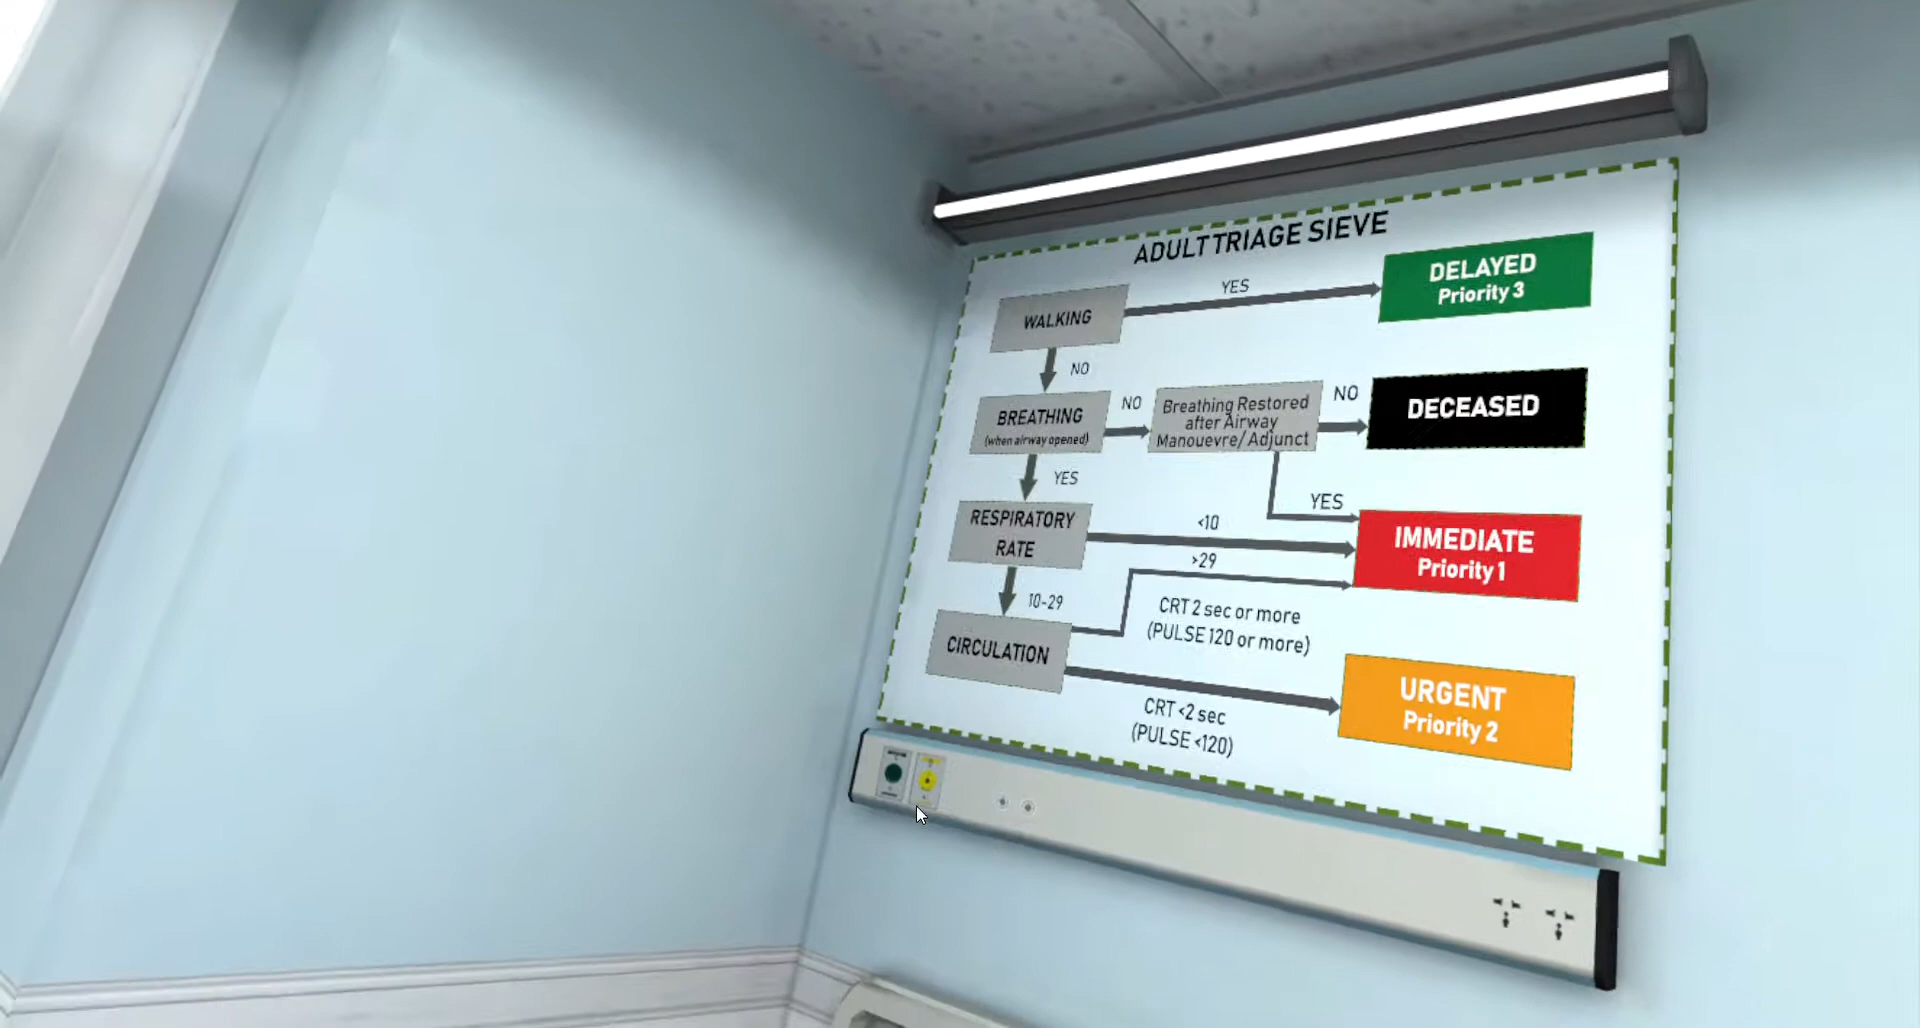 ADULT TRIAGE SIEVE
WALKING
YES
DELAYED
Priority 3
NO
BREATHING
(when airway opened)
NO
Breathing Restored
after Airway
Manouevre/ Adjunct
NO
DECEASED
YES
YES
RESPIRATORY
RATE
<10
>29
IMMEDIATE
Priority 1
10-29
CRT 2 sec or more
(PULSE 120 or more)
CIRCULATION
CRT <2 sec
(PULSE <120)
URGENT
Priority 2